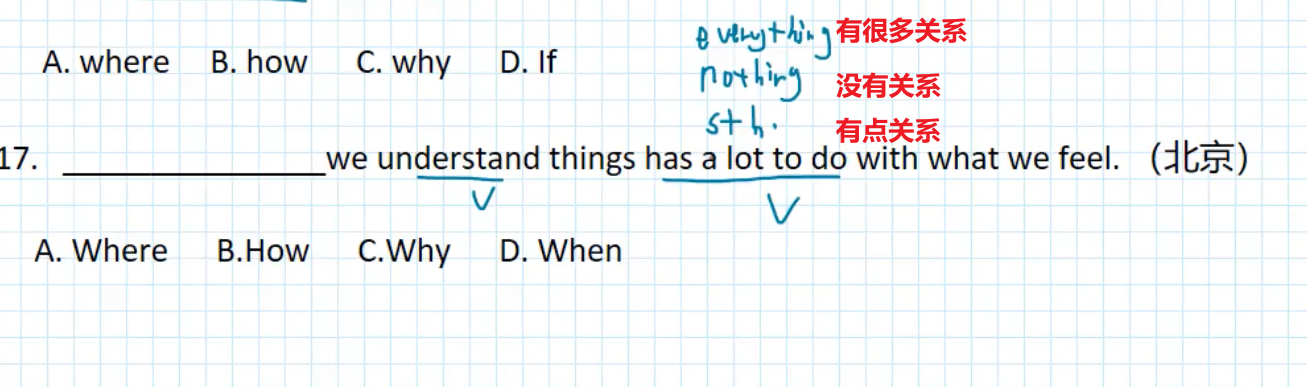 everything 有很多关系
A. where B. how C. why D. If
nothing 没有关系
sth. 有点关系
17. ________________we understand things has a lot to do with what we feel. （北京）
V V
A. Where B.How C.Why D. When